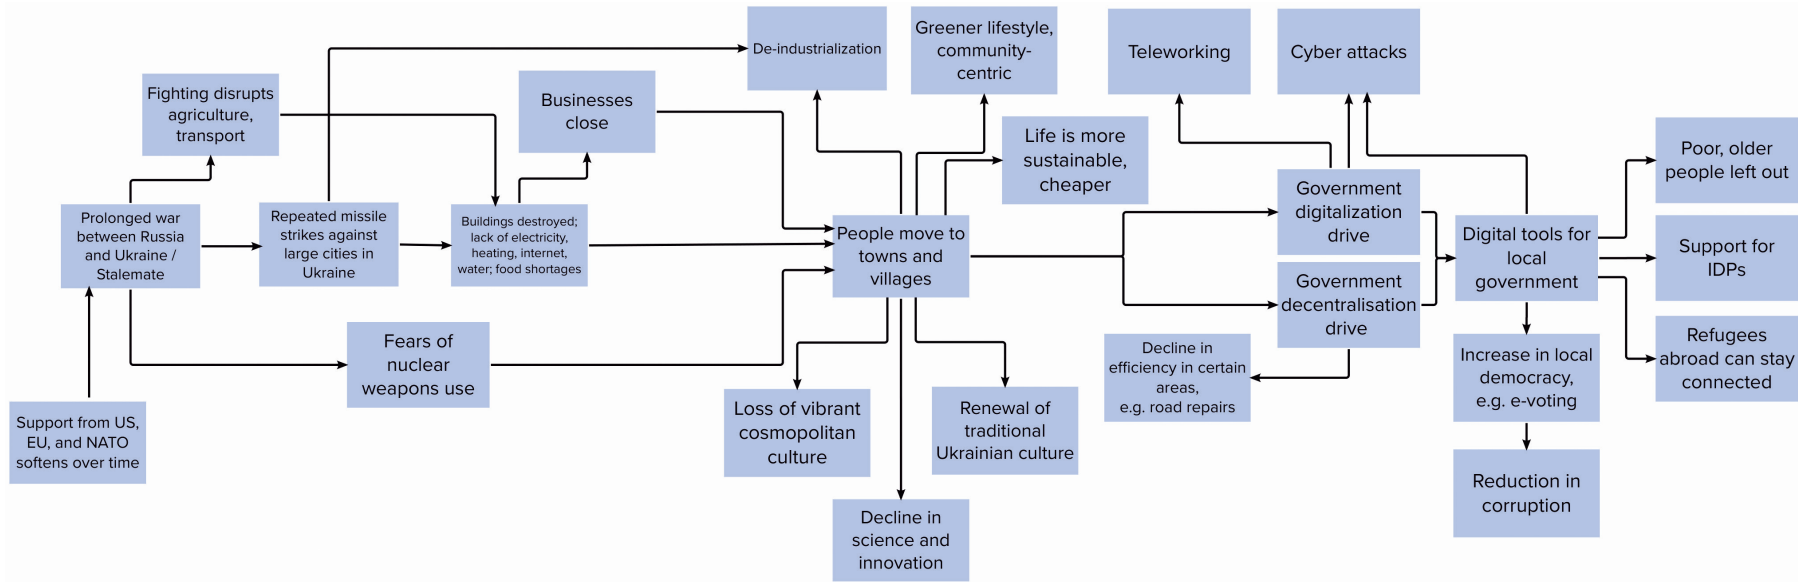 Support from US,
EU, and NATO
softens over time
Prolonged war
between Russia
and Ukraine /
Stalemate
Fighting disrupts
agriculture,
transport
Repeated missile
strikes against
large cities in
Ukraine
Fears of
nuclear
weapons use
Buildings destroyed;
lack of electricity,
heating, internet,
water; food shortages
Businesses
close
De-industrialization
Greener lifestyle,
community-
centric
Life is more
sustainable,
cheaper
People move to
towns and
villages
Loss of vibrant
cosmopolitan
culture
Decline in
science and
innovation
Renewal of
traditional
Ukrainian culture
Teleworking
Cyber attacks
Government
digitalization
drive
Government
decentralisation
drive
Decline in
efficiency in certain
areas,
e.g. road repairs
Digital tools for
local
government
Increase in local
democracy,
e.g. e-voting
Reduction in
corruption
Poor, older
people left out
Support for
IDPs
Refugees
abroad can stay
connected